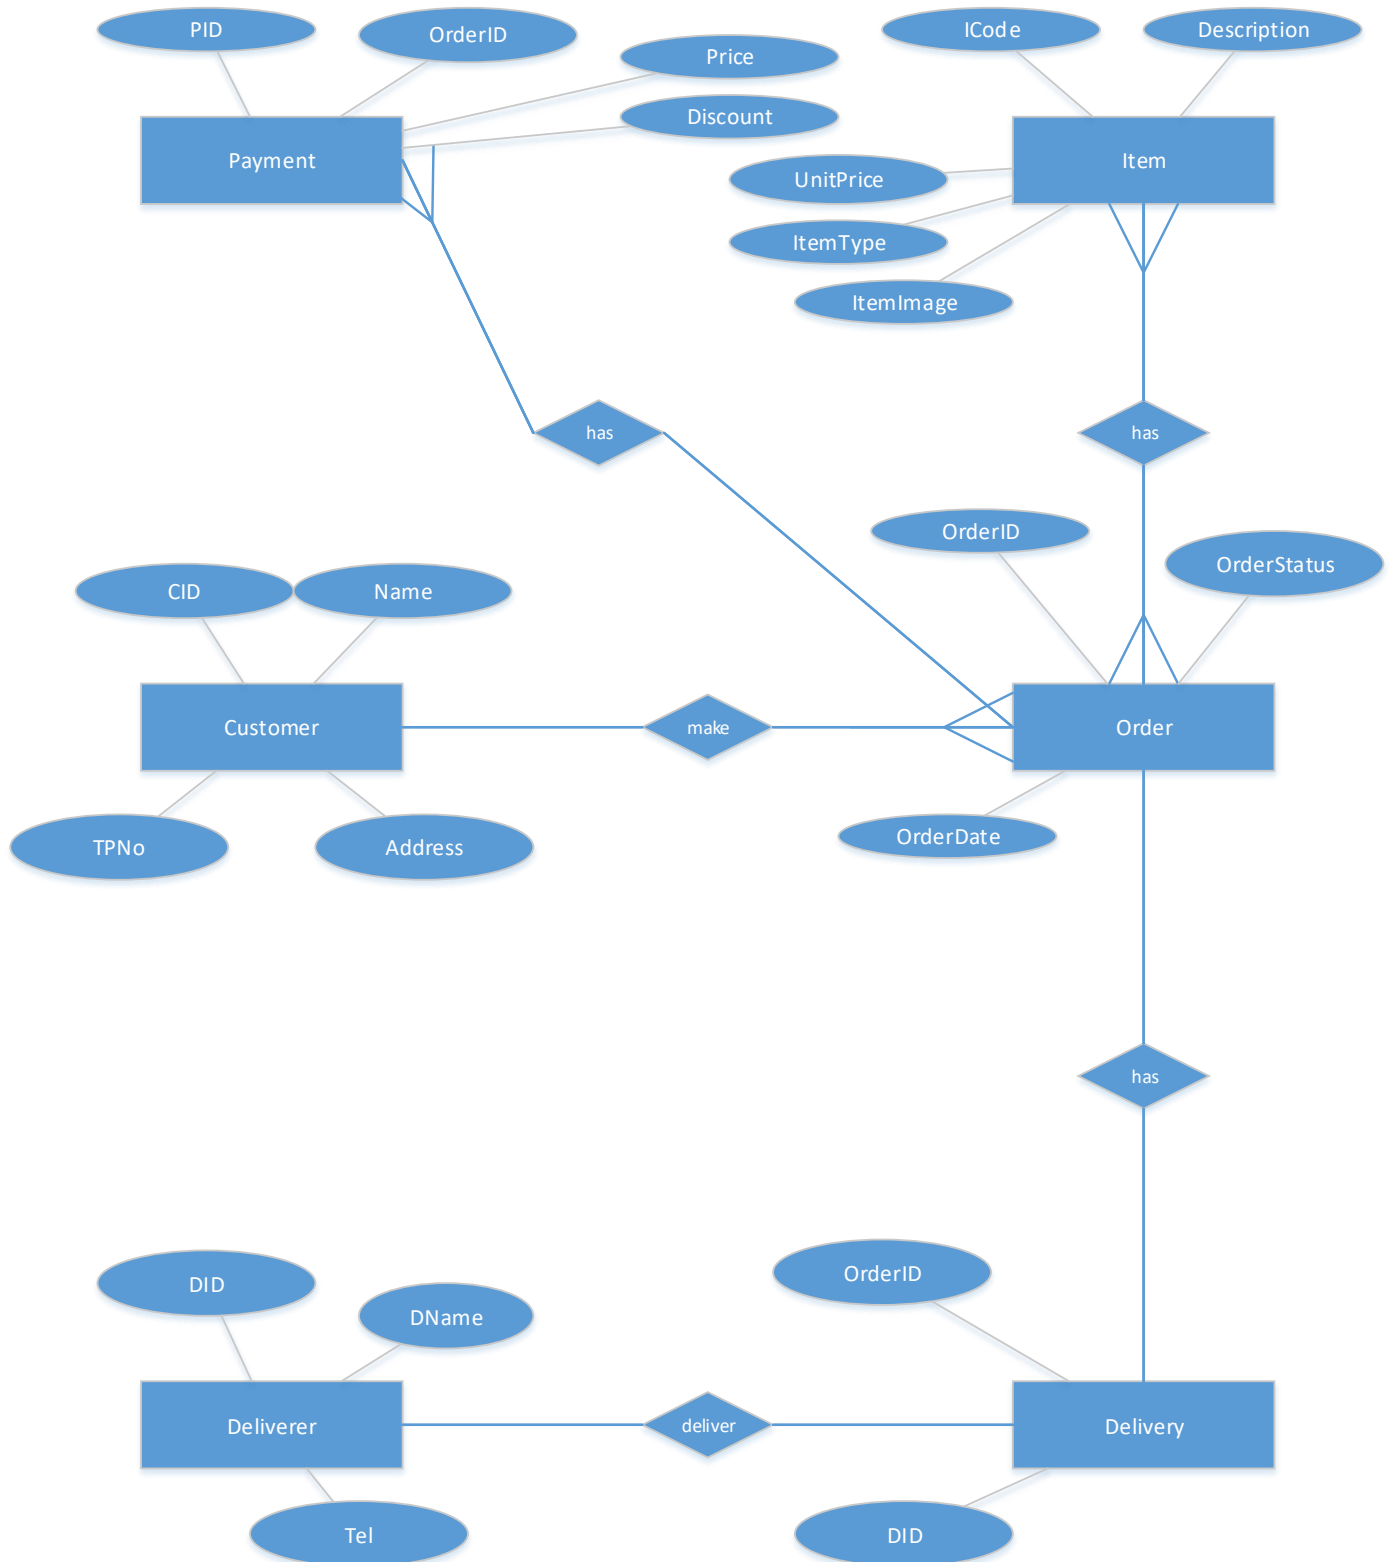 PID
OrderID
Price
Discount
Payment
ICode
Description
Item
UnitPrice
ItemType
ItemImage
has
has
OrderID
OrderStatus
CID
Name
Customer
make
Order
TPNo
Address
OrderDate
has
DID
DName
OrderID
Deliverer
deliver
Delivery
Tel
DID